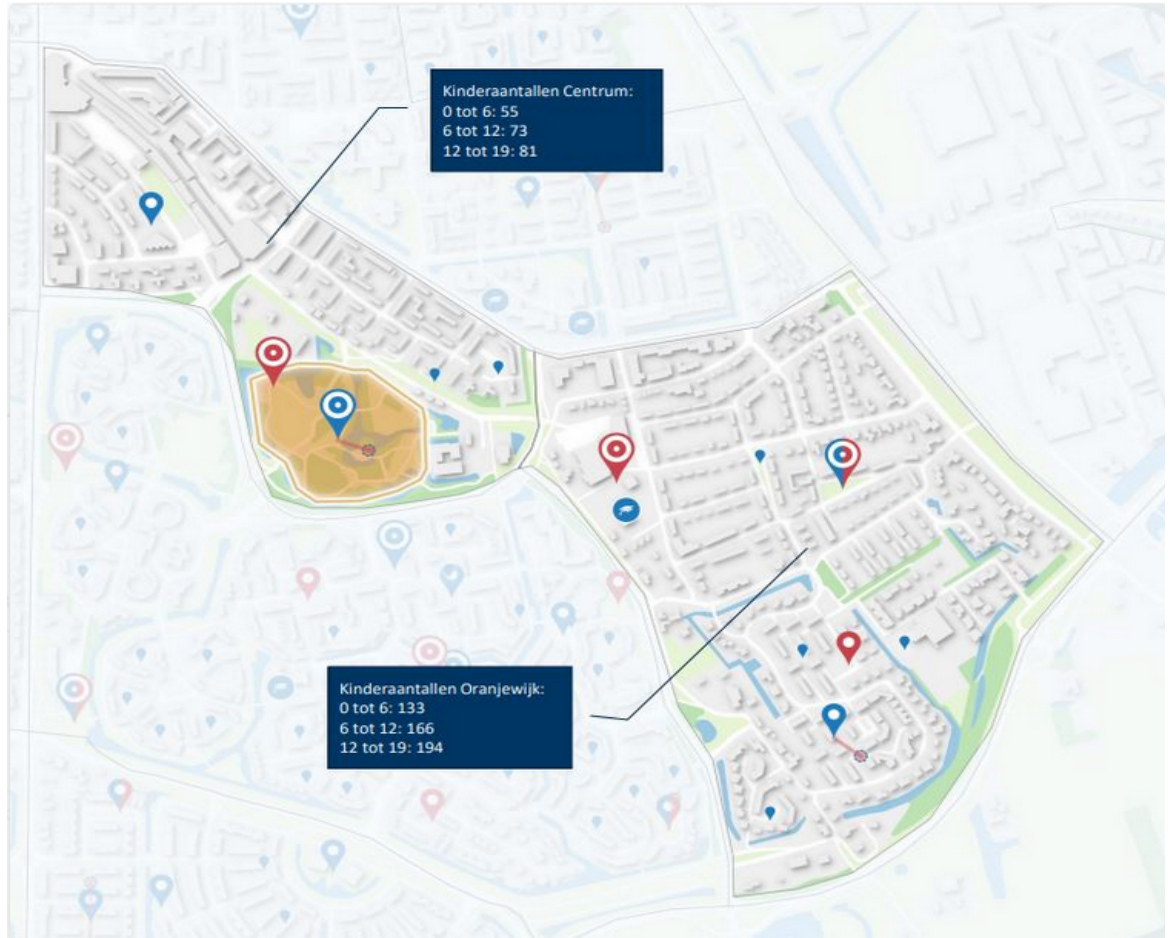 Kinderaantallen Centrum:
0 tot 6: 55
6 tot 12: 73
12 tot 19: 81
Kinderaantallen Oranjewijk:
0 tot 6: 133
6 tot 12: 166
12 tot 19: 194